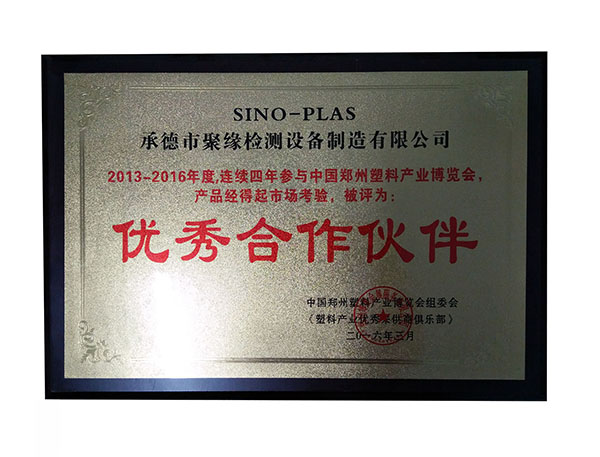 SINO-PLAS
承德市聚缘检测设备制造有限公司
2013-2016年度,连续四年参与中国郑州塑料产业博览会，
产品经得起市场考验，被评为：
优秀合作伙伴
中国郑州塑料产业博览会组委会
（塑料产业优秀采供商俱乐部）
二〇一六年三月